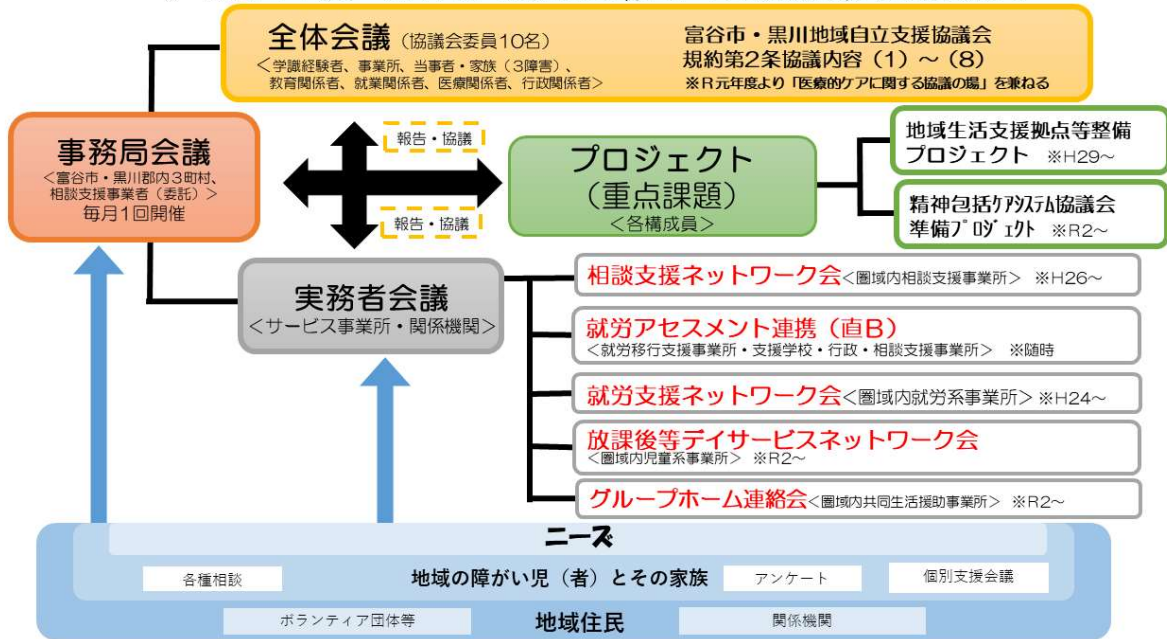 全体会議（協議会委員10名）
＜学識経験者、事業所、当事者・家族（3障害）、
教育関係者、就業関係者、医療関係者、行政関係者＞
富谷市・黒川地域自立支援協議会
規約第2条協議内容（1）～（8）
※R元年度より「医療的ケアに関する協議の場」を兼ねる
事務局会議
＜富谷市・黒川郡内3町村、
相談支援事業者（委託）＞
毎月1回開催
報告・協議
報告・協議
プロジェクト
（重点課題）
＜各構成員＞
地域生活支援拠点等整備
プロジェクト ※H29～
精神包括ｹｱｼｽﾃﾑ協議会
準備ﾌﾟﾛｼﾞｪｸﾄ ※R2～
実務者会議
＜サービス事業所・関係機関＞
相談支援ネットワーク会＜圏域内相談支援事業所＞ ※H26～
就労アセスメント連携（直B）
＜就労移行支援事業所・支援学校・行政・相談支援事業所＞ ※随時
就労支援ネットワーク会＜圏域内就労系事業所＞※H24～
放課後等デイサービスネットワーク会
＜圏域内児童系事業所＞ ※R2～
グループホーム連絡会＜圏域内共同生活援助事業所＞ ※R2～
ニーズ
各種相談
地域の障がい児（者）とその家族
アンケート
個別支援会議
ボランティア団体等
地域住民
関係機関